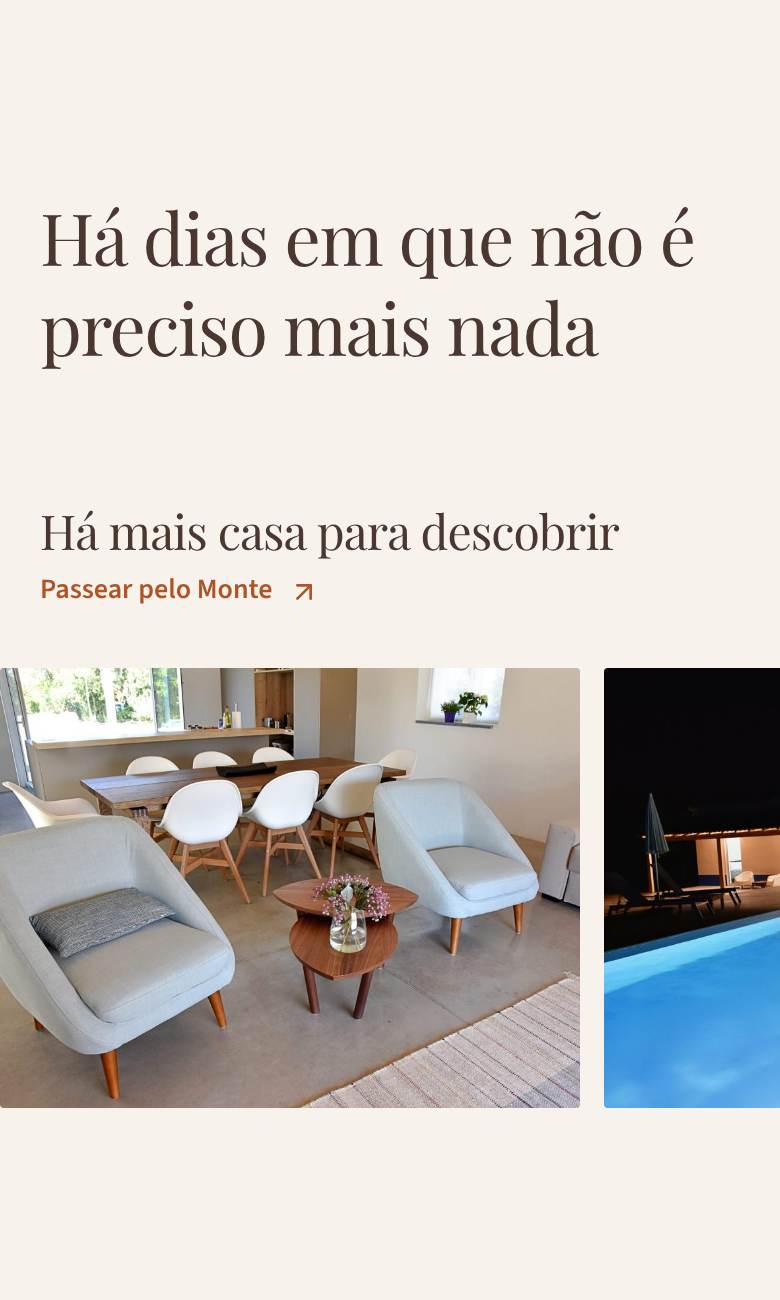 Há dias em que não é
preciso mais nada
Há mais casa para descobrir
Passear pelo Monte